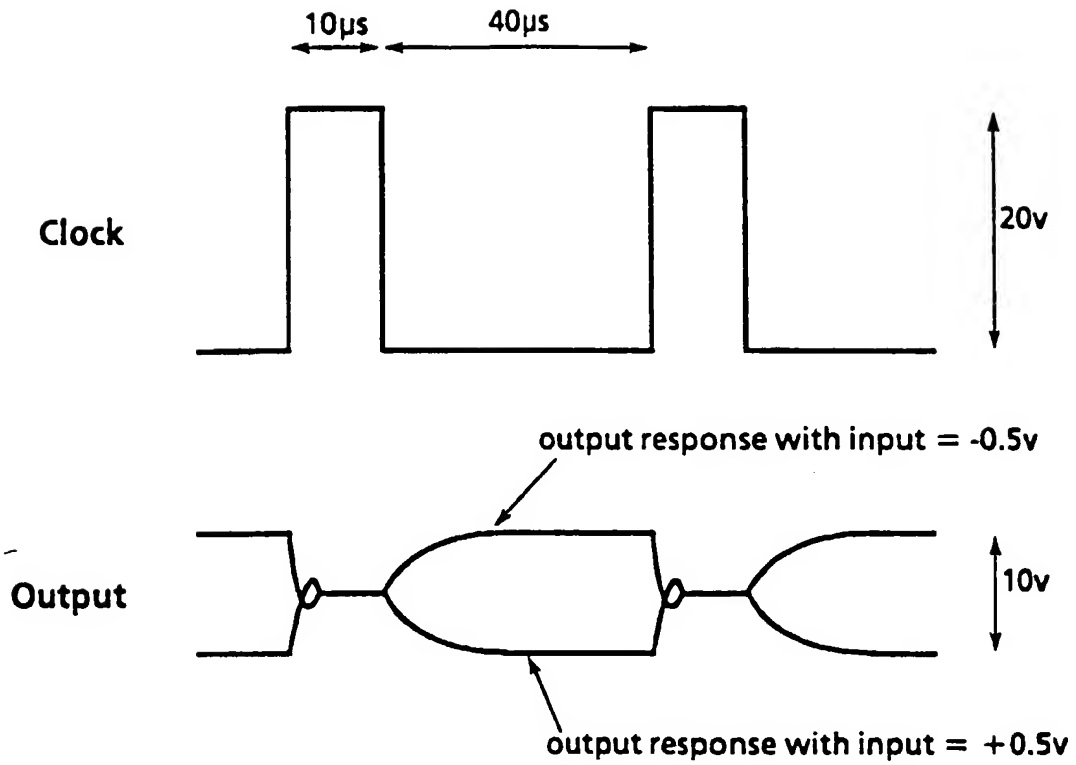 10μs
40μs
Clock
20v
output response with input = -0.5v
Output
10v
output response with input = +0.5v